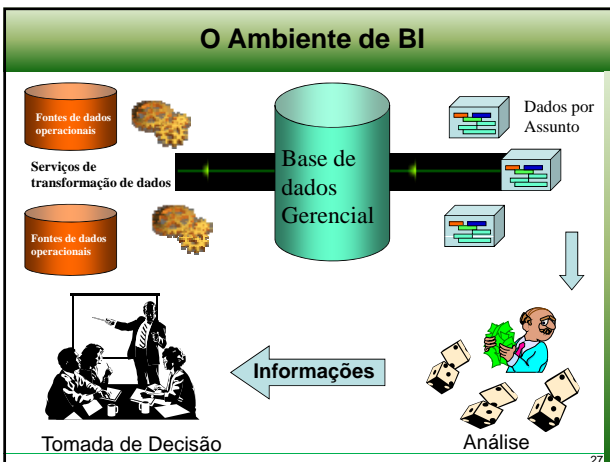 O Ambiente de BI
Fontes de dados
operacionais
Serviços de
transformação de dados
Fontes de dados
operacionais
Base de
dados
Gerencial
Dados por
Assunto
Informações
Tomada de Decisão
Análise
27